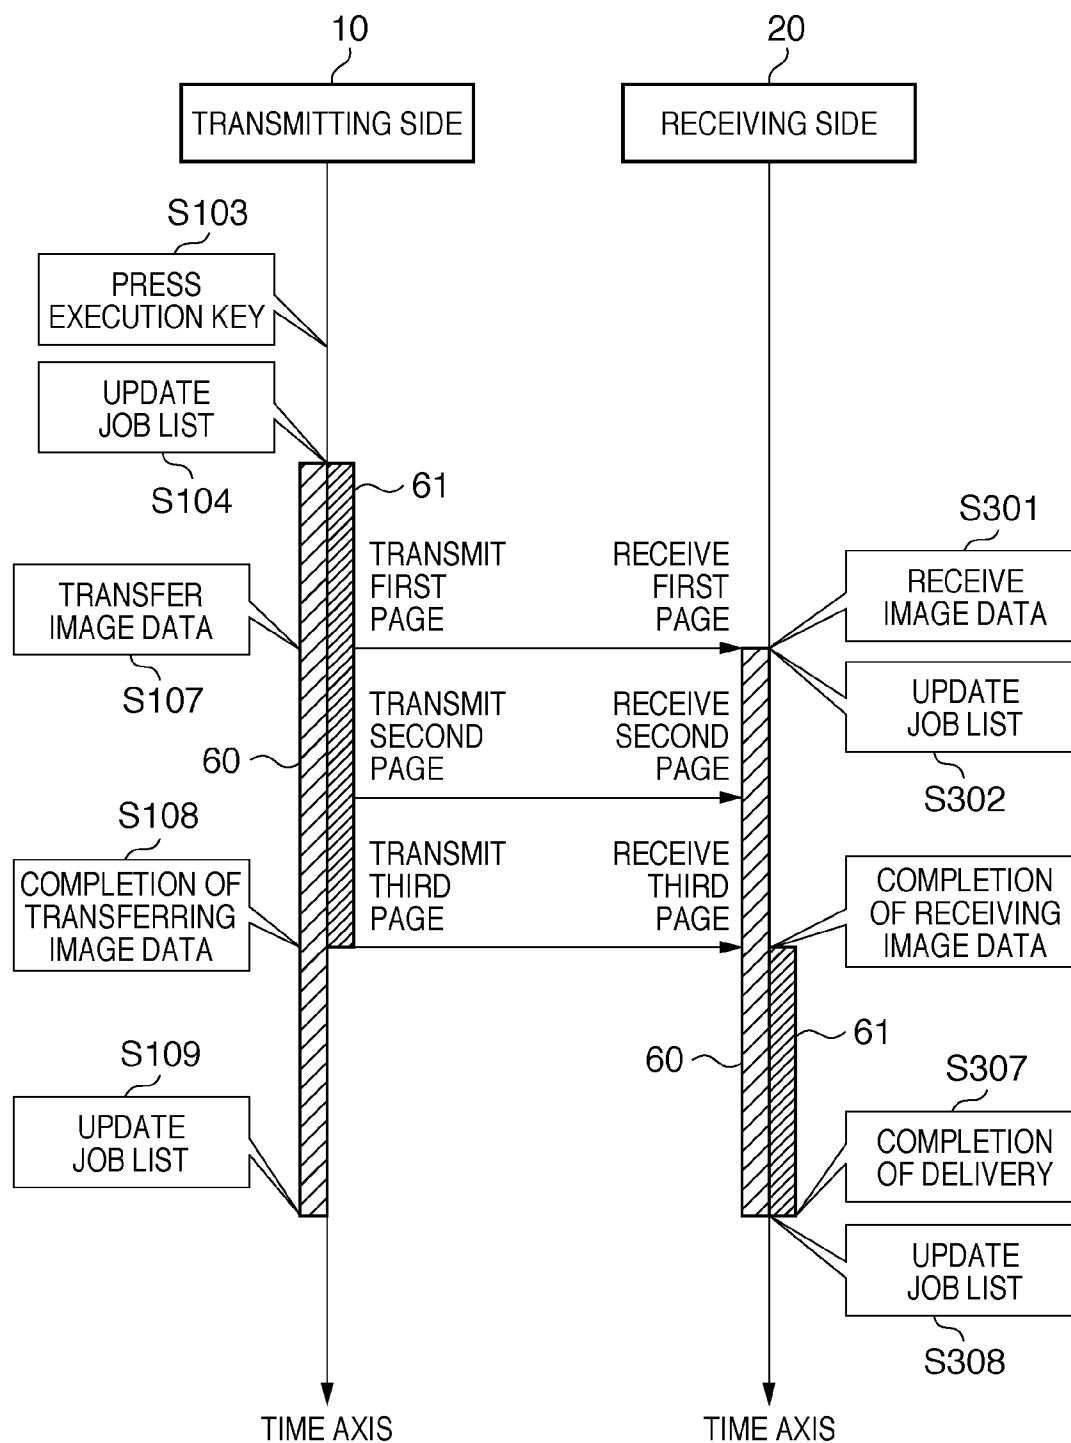 10
20
TRANSMITTING SIDE
RECEIVING SIDE
S103
PRESS
EXECUTION KEY
UPDATE
JOB LIST
S104
61
TRANSMIT
FIRST
PAGE
RECEIVE
FIRST
PAGE
S301
RECEIVE
IMAGE DATA
TRANSFER
IMAGE DATA
S107
UPDATE
JOB LIST
S302
TRANSMIT
SECOND
PAGE
RECEIVE
SECOND
PAGE
60
S108
COMPLETION OF
TRANSFERRING
IMAGE DATA
TRANSMIT
THIRD
PAGE
RECEIVE
THIRD
PAGE
COMPLETION
OF RECEIVING
IMAGE DATA
60
61
S109
UPDATE
JOB LIST
S307
COMPLETION
OF DELIVERY
UPDATE
JOB LIST
S308
TIME AXIS
TIME AXIS